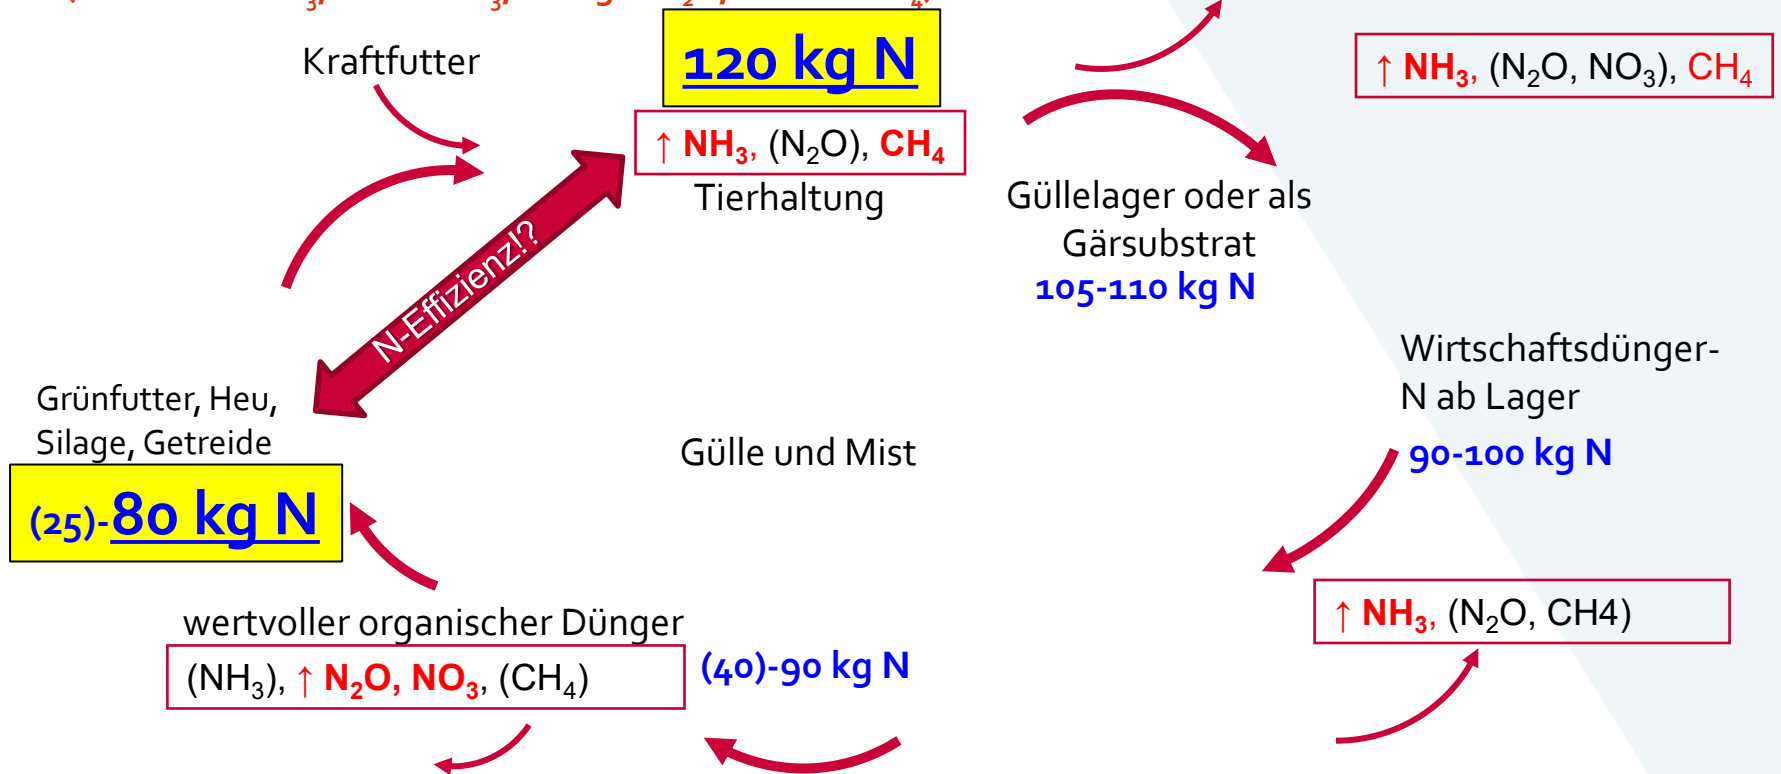 Kraftfutter
120 kg N
↑ NH₃, (N₂O), CH₄
Tierhaltung
↑ NH₃, (N₂O, NO₃), CH₄
Güllelager oder als
Gärsubstrat
105-110 kg N
N-Effizienz!?
Wirtschaftsdünger-
N ab Lager
90-100 kg N
Grünfutter, Heu,
Silage, Getreide
(25)-80 kg N
Gülle und Mist
↑ NH₃, (N₂O, CH4)
wertvoller organischer Dünger
(NH₃), ↑ N₂O, NO₃, (CH₄)
(40)-90 kg N